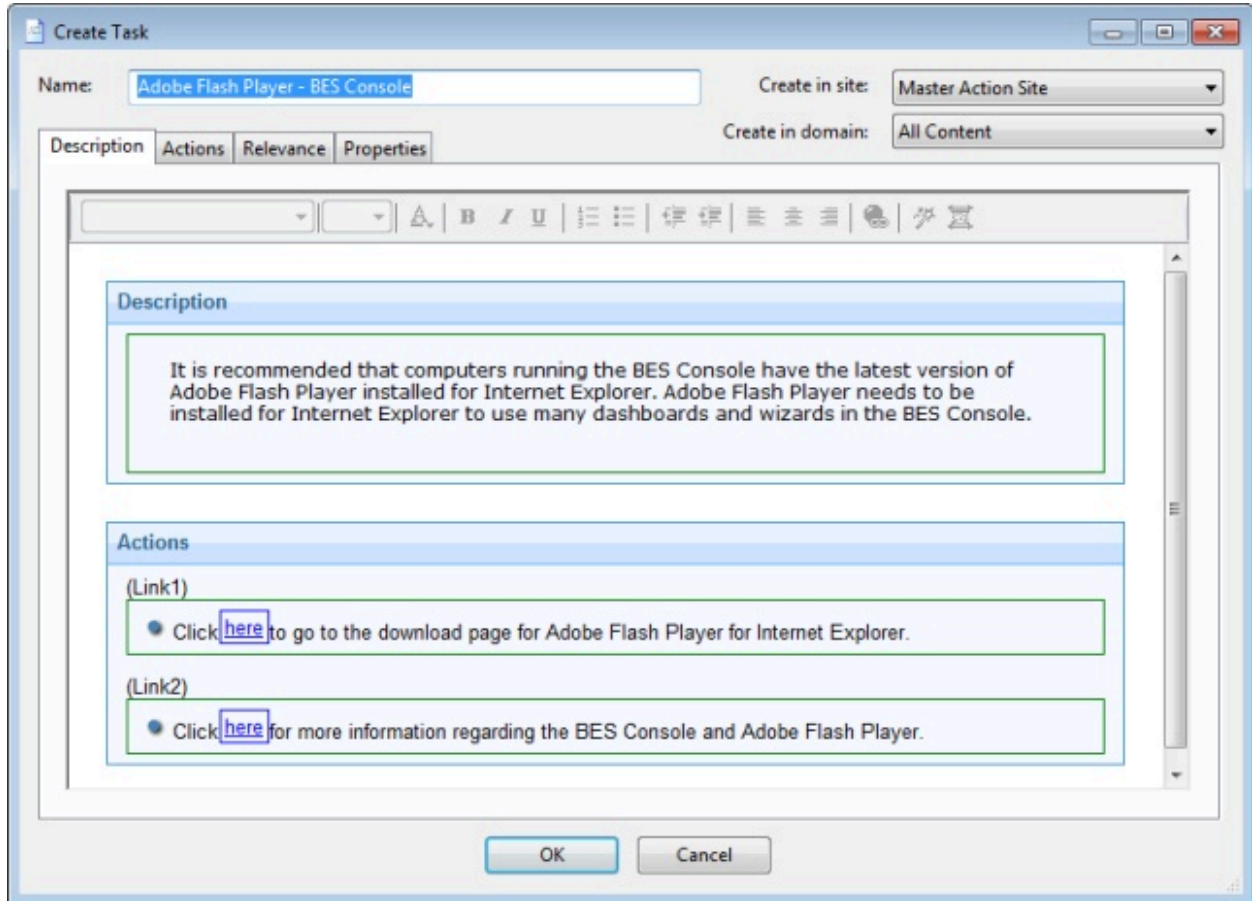 Create Task
Name: Adobe Flash Player - BES Console Create in site: Master Action Site
Create in domain: All Content
Description Actions Relevance Properties
A B I U
Description
It is recommended that computers running the BES Console have the latest version of
Adobe Flash Player installed for Internet Explorer. Adobe Flash Player needs to be
installed for Internet Explorer to use many dashboards and wizards in the BES Console.
Actions
(Link1)
Click here to go to the download page for Adobe Flash Player for Internet Explorer.
(Link2)
Click here for more information regarding the BES Console and Adobe Flash Player.
OK Cancel